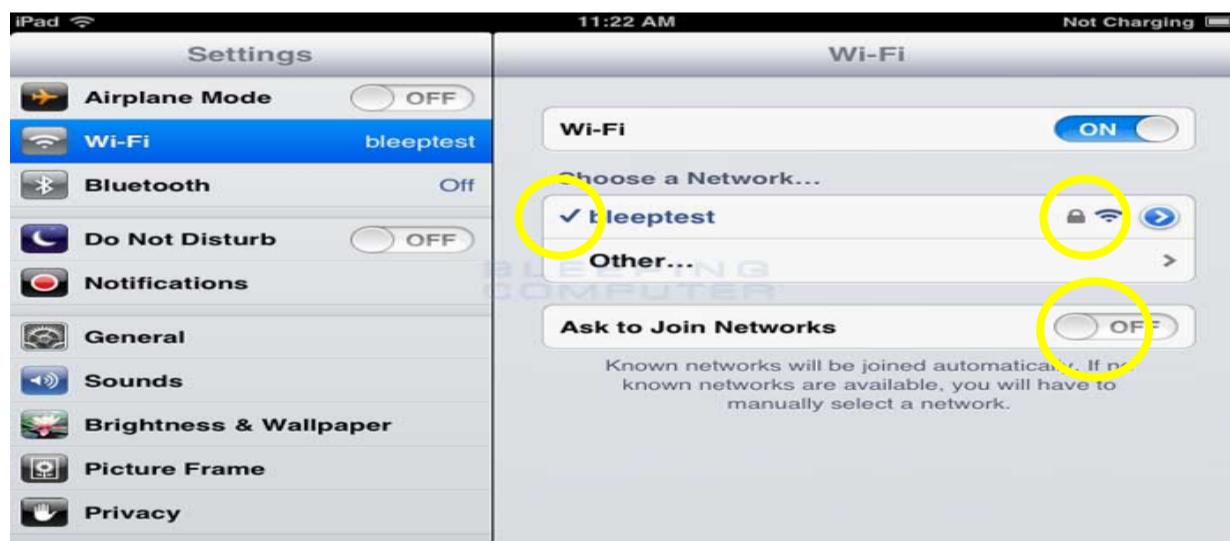 iPad 11:22 AM Not Charging
Settings
Wi-Fi
Airplane Mode OFF
Wi-Fi bleeptest
Bluetooth Off
Do Not Disturb OFF
Notifications
General
Sounds
Brightness & Wallpaper
Picture Frame
Privacy
Wi-Fi ON
Choose a Network...
✓ bleeptest
Other... >
BLEEPING
COMPUTER
Ask to Join Networks OFF
Known networks will be joined automatically. If no
known networks are available, you will have to
manually select a network.